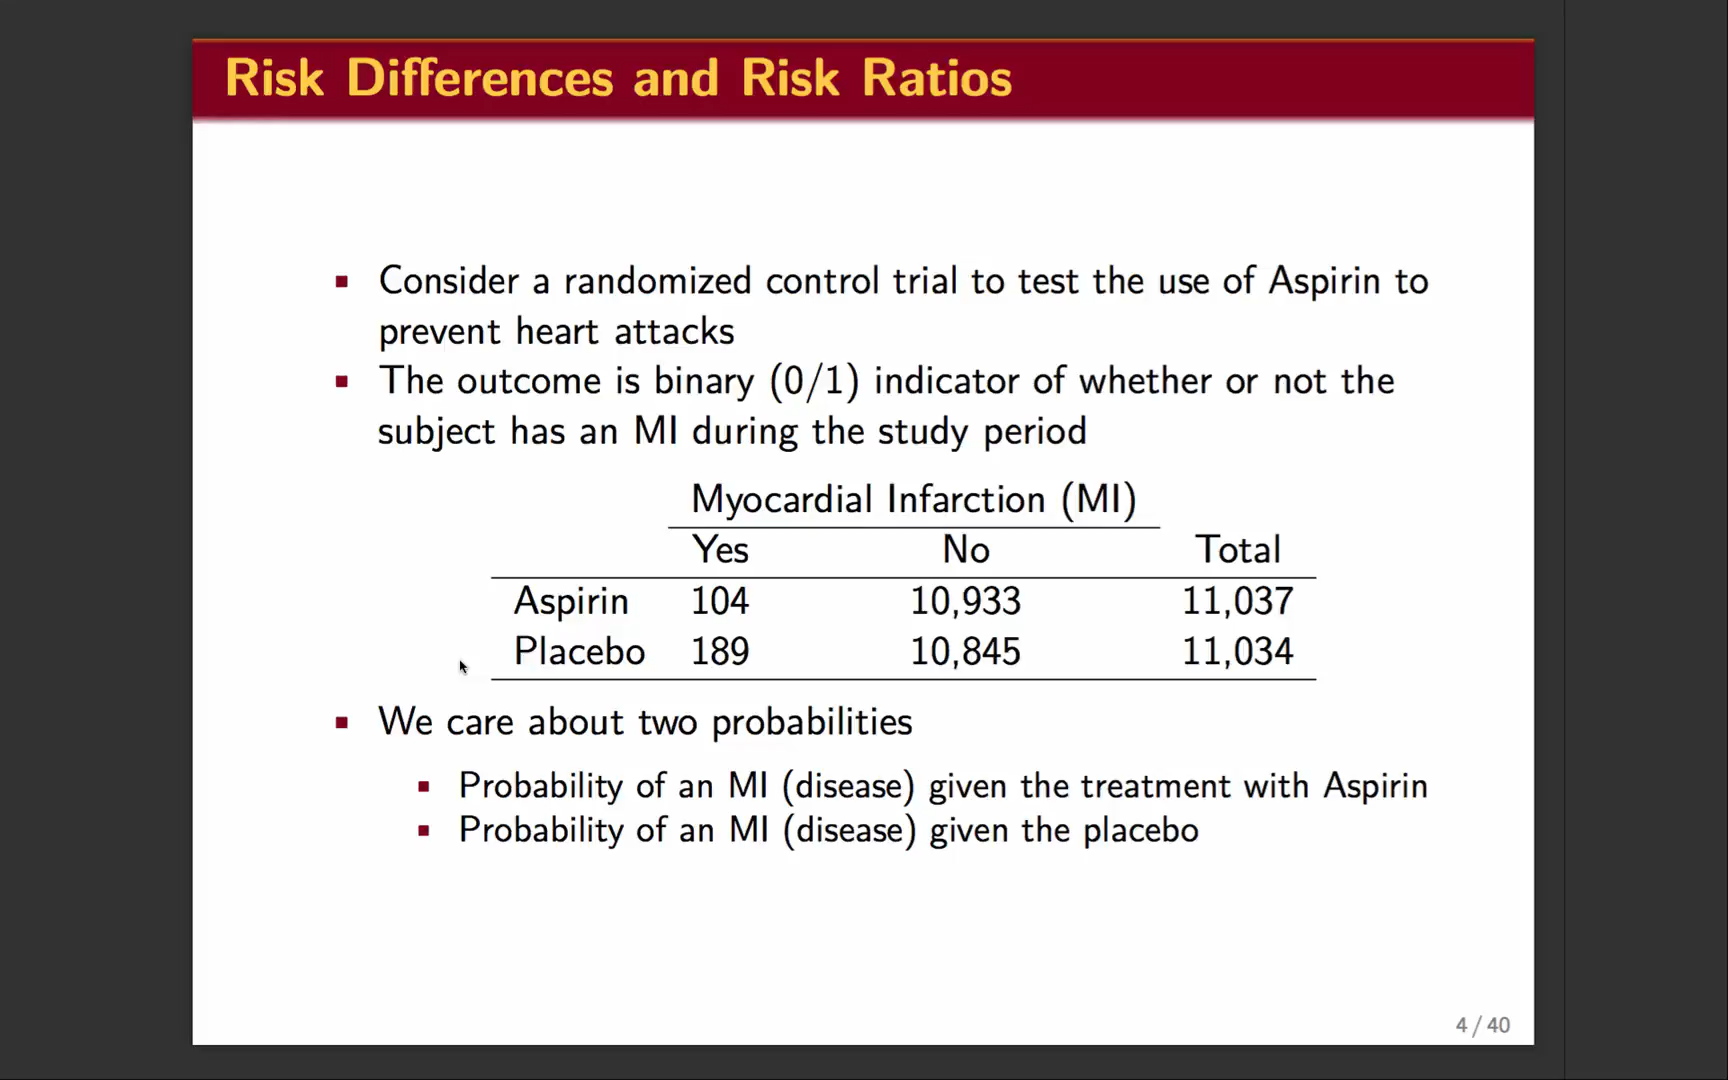 Risk Differences and Risk Ratios
Consider a randomized control trial to test the use of Aspirin to
prevent heart attacks
The outcome is binary (0/1) indicator of whether or not the
subject has an MI during the study period
Myocardial Infarction (MI)
Yes No Total
Aspirin 104 10,933 11,037
Placebo 189 10,845 11,034
We care about two probabilities
Probability of an MI (disease) given the treatment with Aspirin
Probability of an MI (disease) given the placebo
4 / 40